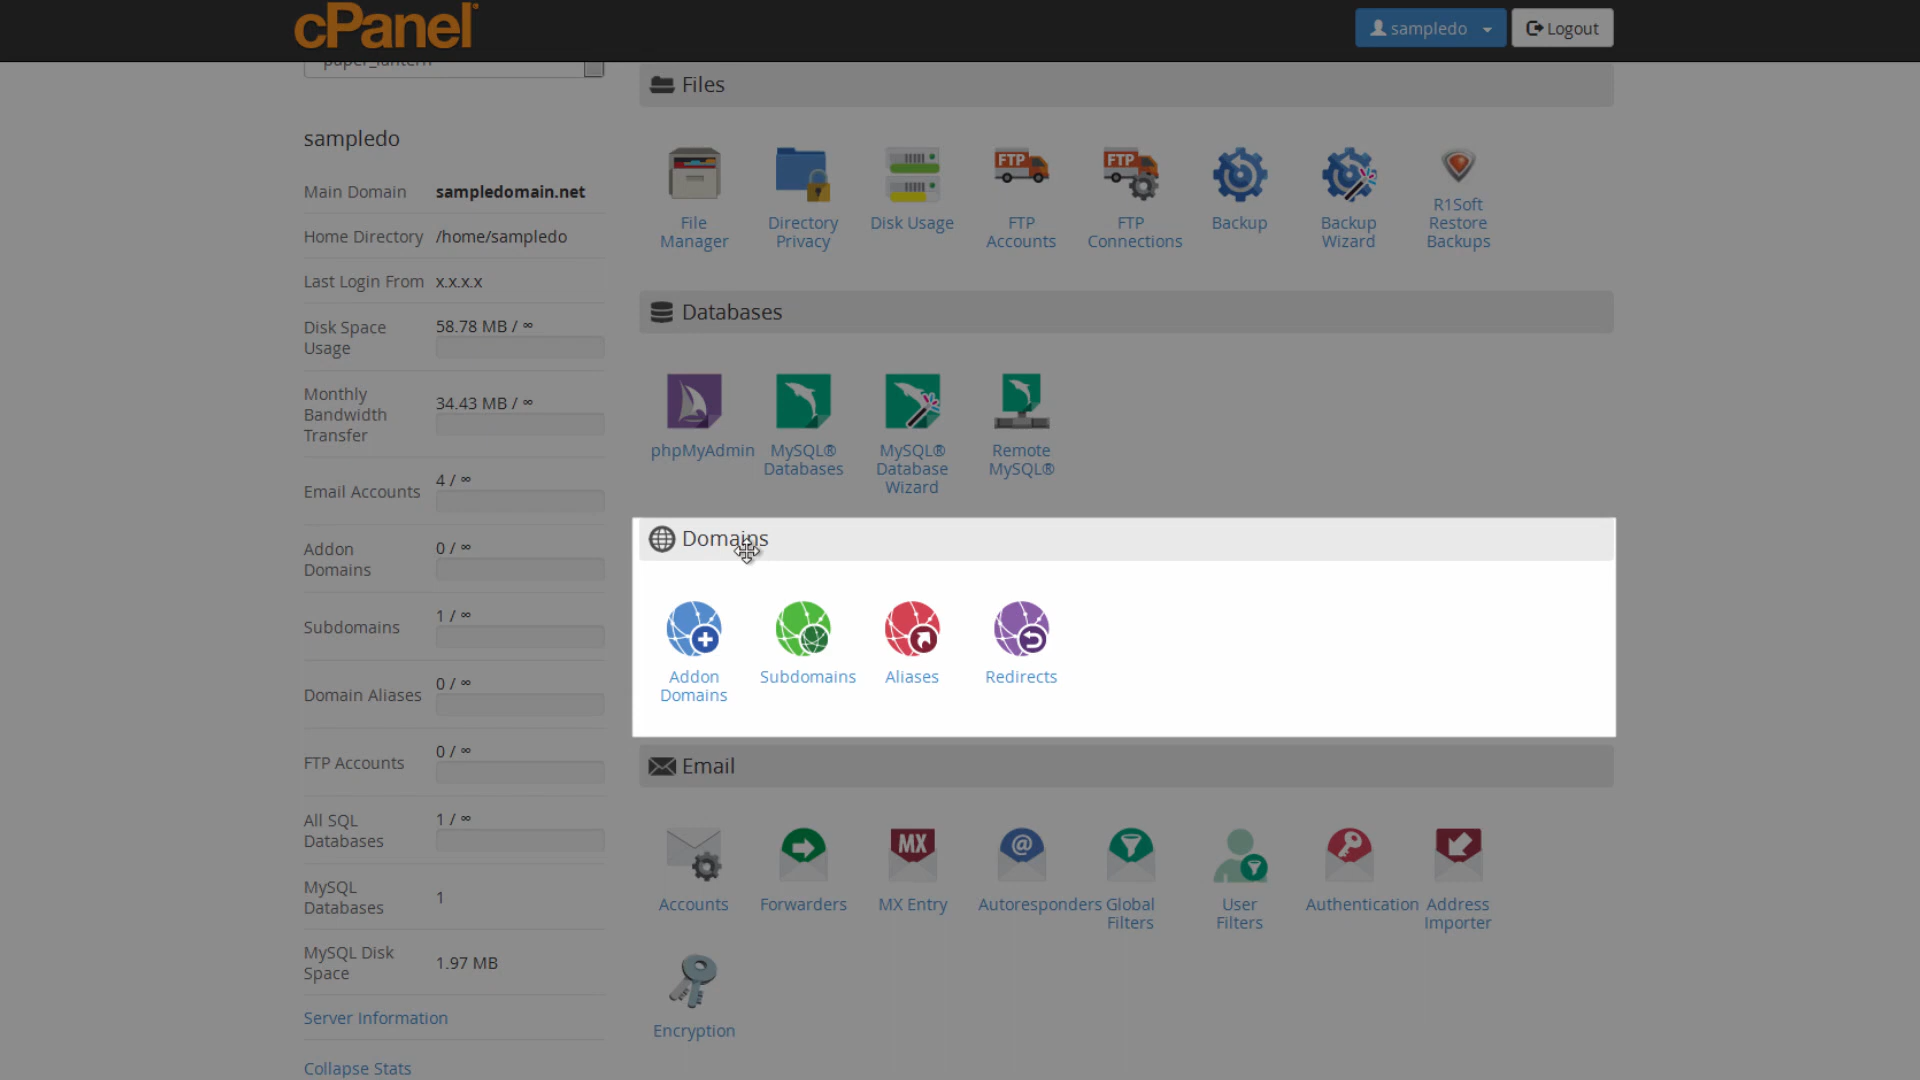 cPanel
sampledo
Logout
paper_lantern
sampledo
Main Domain sampledomain.net
Home Directory /home/sampledo
Last Login From x.x.x.x
Disk Space
Usage
58.78 MB / ∞
Monthly
Bandwidth
Transfer
34.43 MB / ∞
Email Accounts
4 / ∞
Addon
Domains
0 / ∞
Subdomains
1 / ∞
Domain Aliases
0 / ∞
FTP Accounts
0 / ∞
All SQL
Databases
1 / ∞
MySQL
Databases
1
MySQL Disk
Space
1.97 MB
Server Information
Collapse Stats
Files
File
Manager
Directory
Privacy
Disk Usage
FTP
FTP
Accounts
FTP
FTP
Connections
Backup
Backup
Wizard
R1Soft
Restore
Backups
Databases
phpMyAdmin
MySQL®
Databases
MySQL®
Database
Wizard
Remote
MySQL®
Domains
Addon
Domains
Subdomains
Aliases
Redirects
Email
Accounts
Forwarders
MX
MX Entry
@
Autoresponders
Global
Filters
User
Filters
Authentication
Address
Importer
Encryption